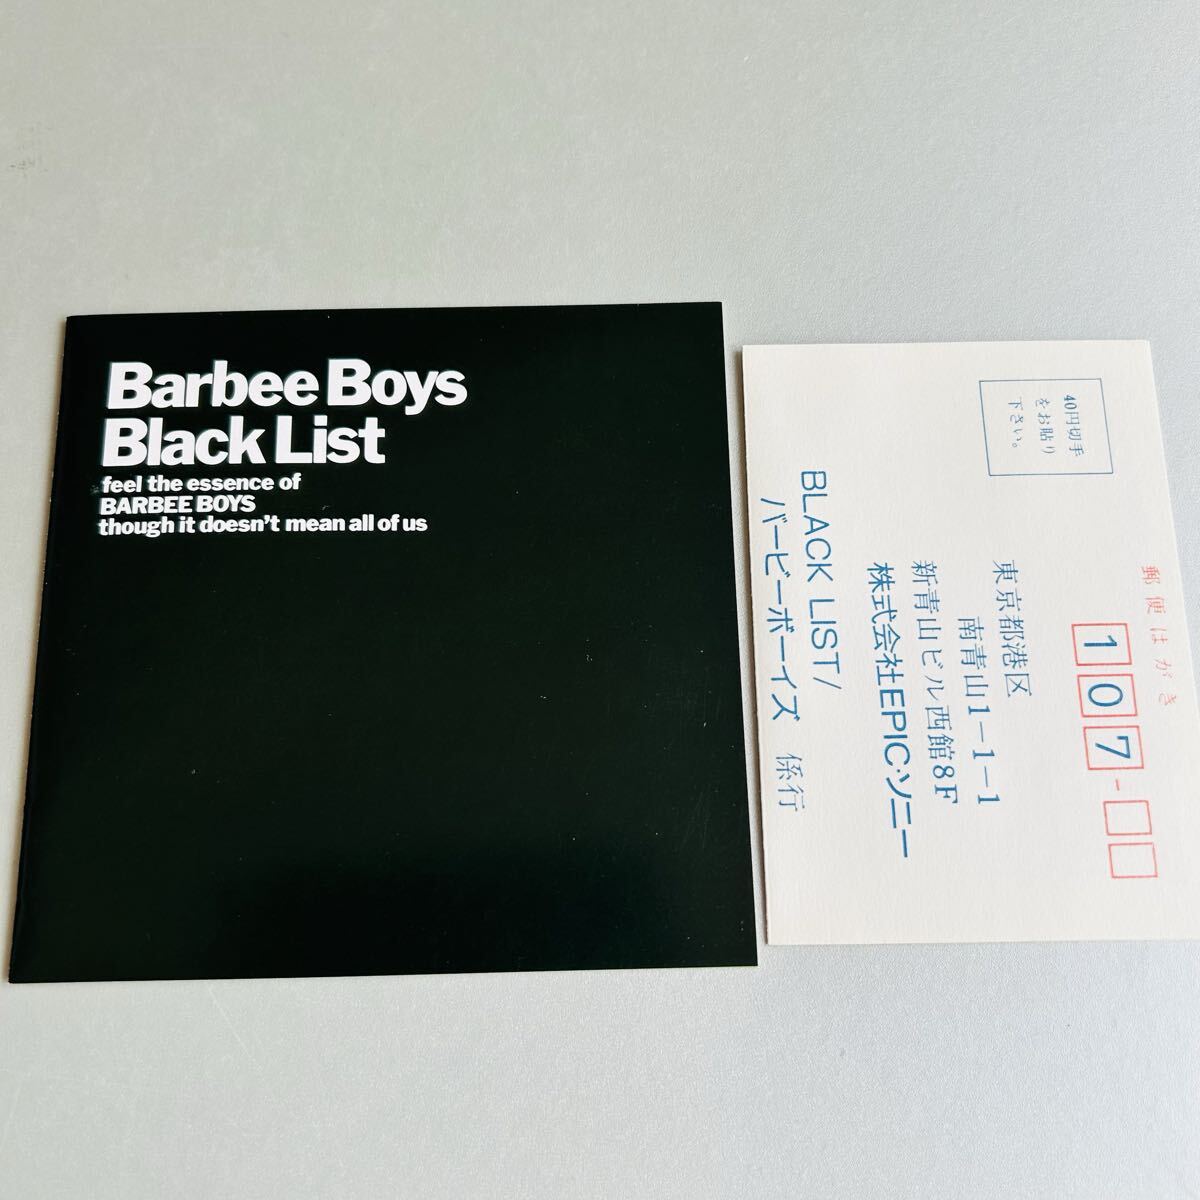 Barbee Boys
Black List
feel the essence of
BARBEE BOYS
though it doesn't mean all of us
郵便はがき
107-
40円切手
をお貼り
下さい。
東京都港区
南青山1-1-1
新青山ビル西館8F
株式会社EPIC・ソニー
BLACK LIST/
バービーボーイズ 係行